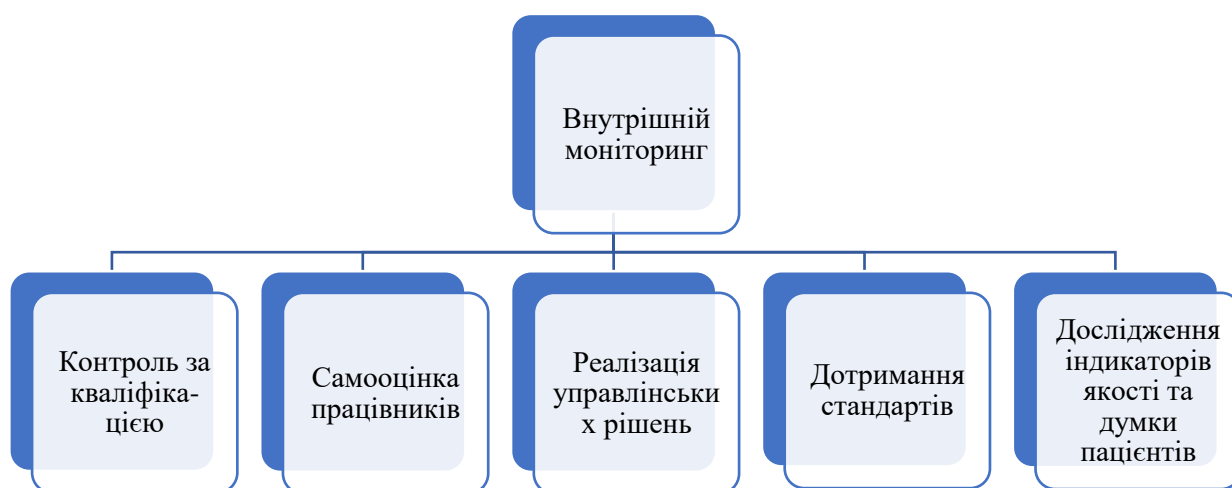 Внутрішній
моніторинг
Контроль за
кваліфіка-
цією
Самооцінка
працівників
Реалізація
управлінськи
х рішень
Дотримання
стандартів
Дослідження
індикаторів
якості та
думки
пацієнтів